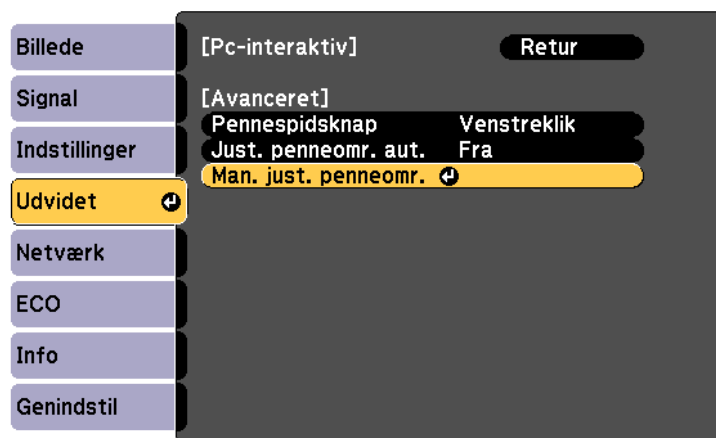 Billede
Signal
Indstillinger
Udvidet
Netværk
ECO
Info
Genindstil
[Pc-interaktiv] Retur
[Avanceret]
Pennespidsknap Venstreklik
Just. penneomr. aut. Fra
Man. just. penneomr.